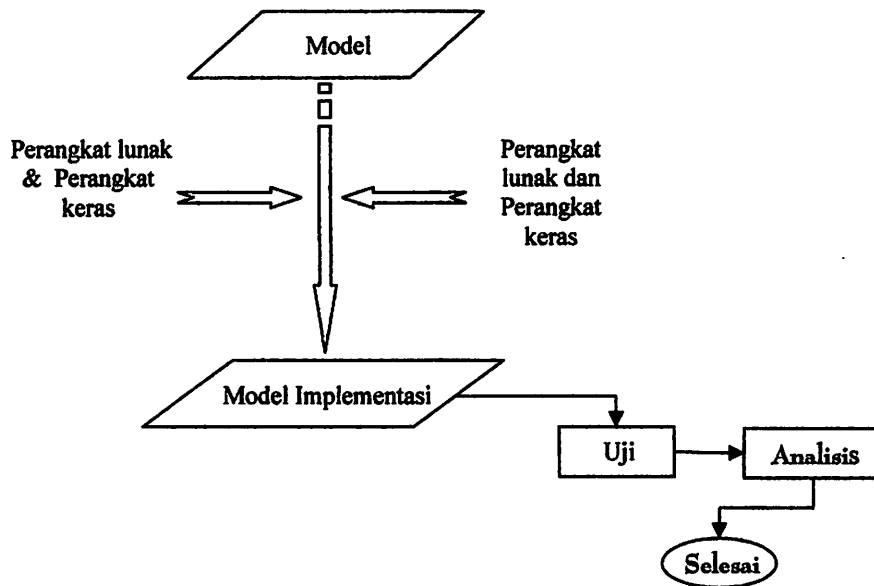 Model
Perangkat lunak
& Perangkat
keras
Perangkat
lunak dan
Perangkat
keras
Model Implementasi
Uji
Analisis
Selesai